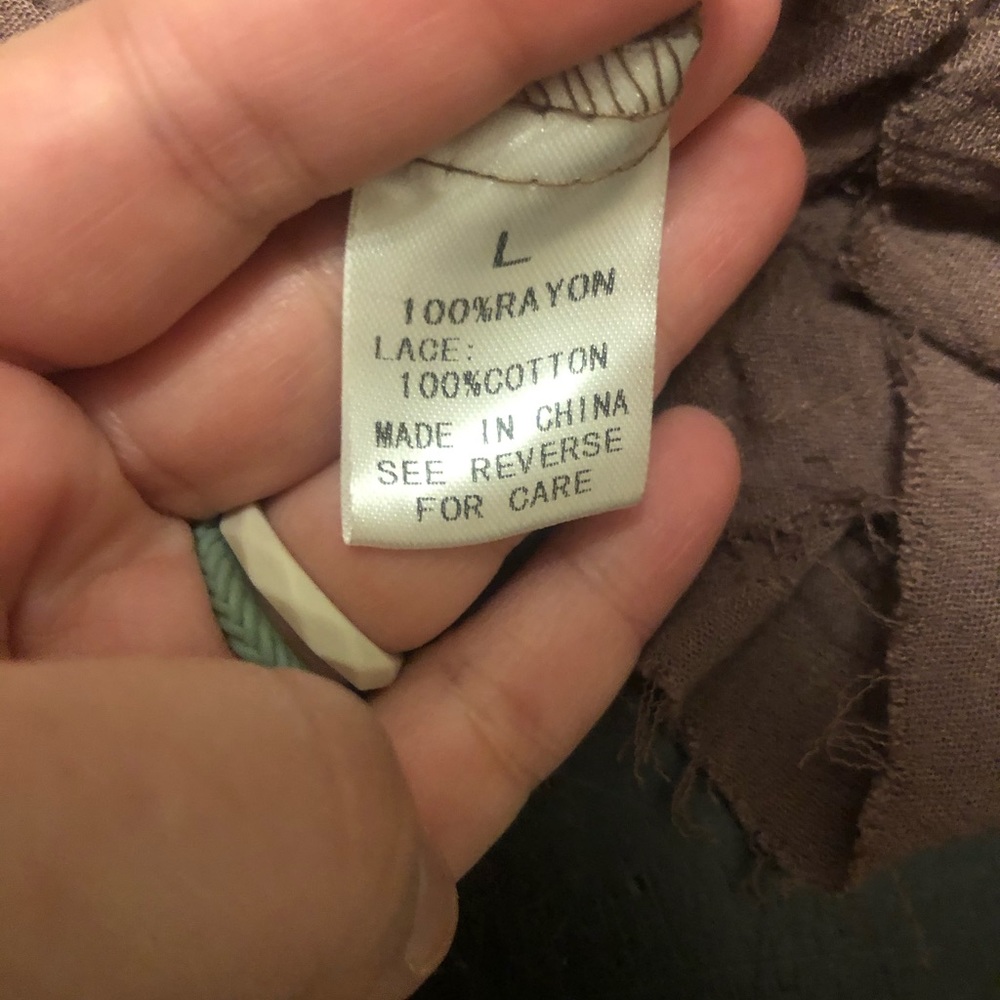 L
100%RAYON
LACE:
100%COTTON
MADE IN CHINA
SEE REVERSE
FOR CARE